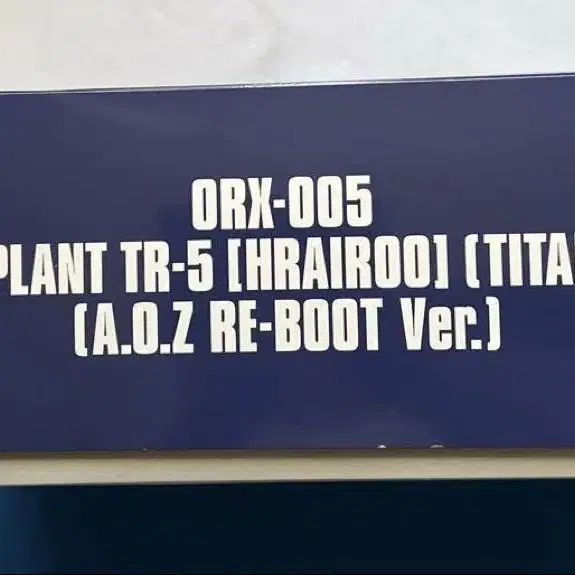 ORX-005
PLANT TR-5 [HRAIROO] (TITA
(A.O.Z RE-BOOT Ver.)